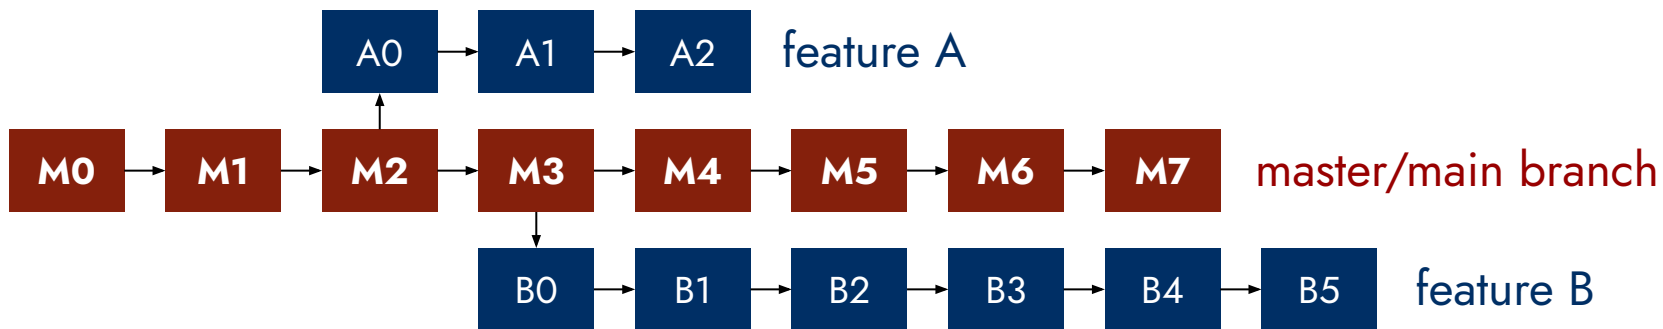 A0 A1 A2 feature A
M0 M1 M2 M3 M4 M5 M6 M7 master/main branch
B0 B1 B2 B3 B4 B5 feature B